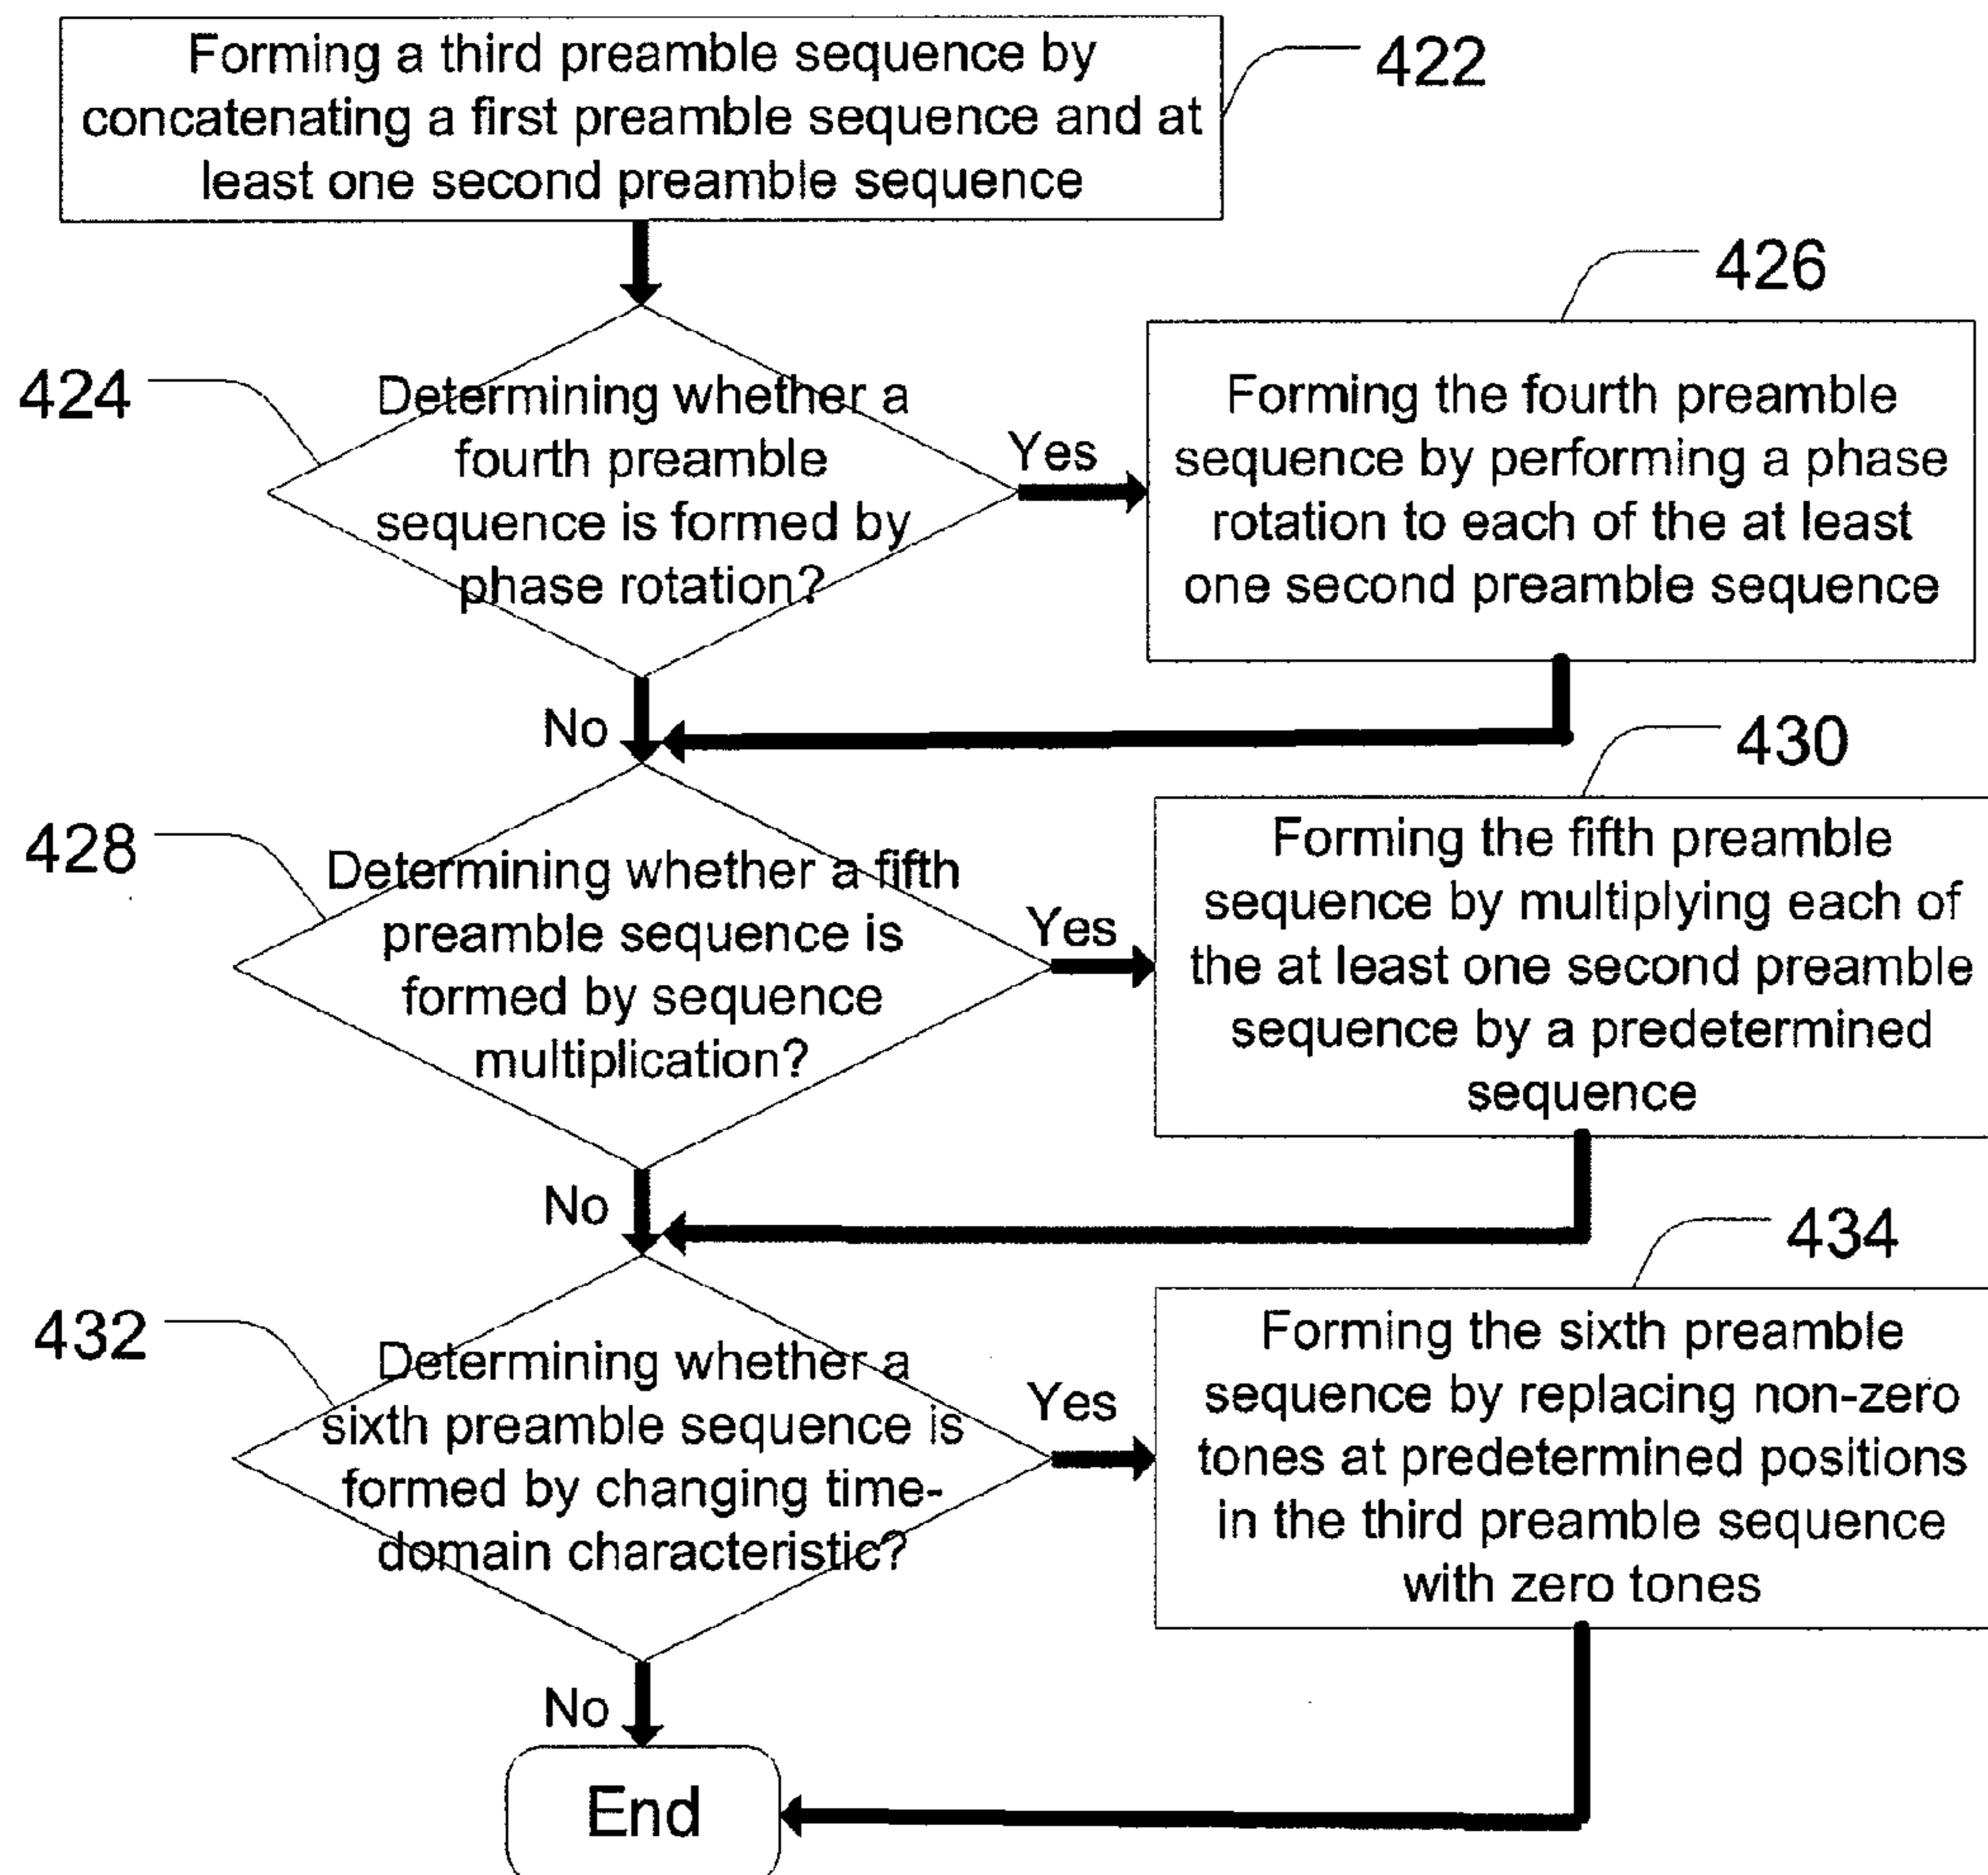 Forming a third preamble sequence by
concatenating a first preamble sequence and at
least one second preamble sequence
422
424
Determining whether a
fourth preamble
sequence is formed by
phase rotation?
Yes
426
Forming the fourth preamble
sequence by performing a phase
rotation to each of the at least
one second preamble sequence
No
428
Determining whether a fifth
preamble sequence is
formed by sequence
multiplication?
Yes
430
Forming the fifth preamble
sequence by multiplying each of
the at least one second preamble
sequence by a predetermined
sequence
No
432
Determining whether a
sixth preamble sequence is
formed by changing time-
domain characteristic?
Yes
434
Forming the sixth preamble
sequence by replacing non-zero
tones at predetermined positions
in the third preamble sequence
with zero tones
No
End